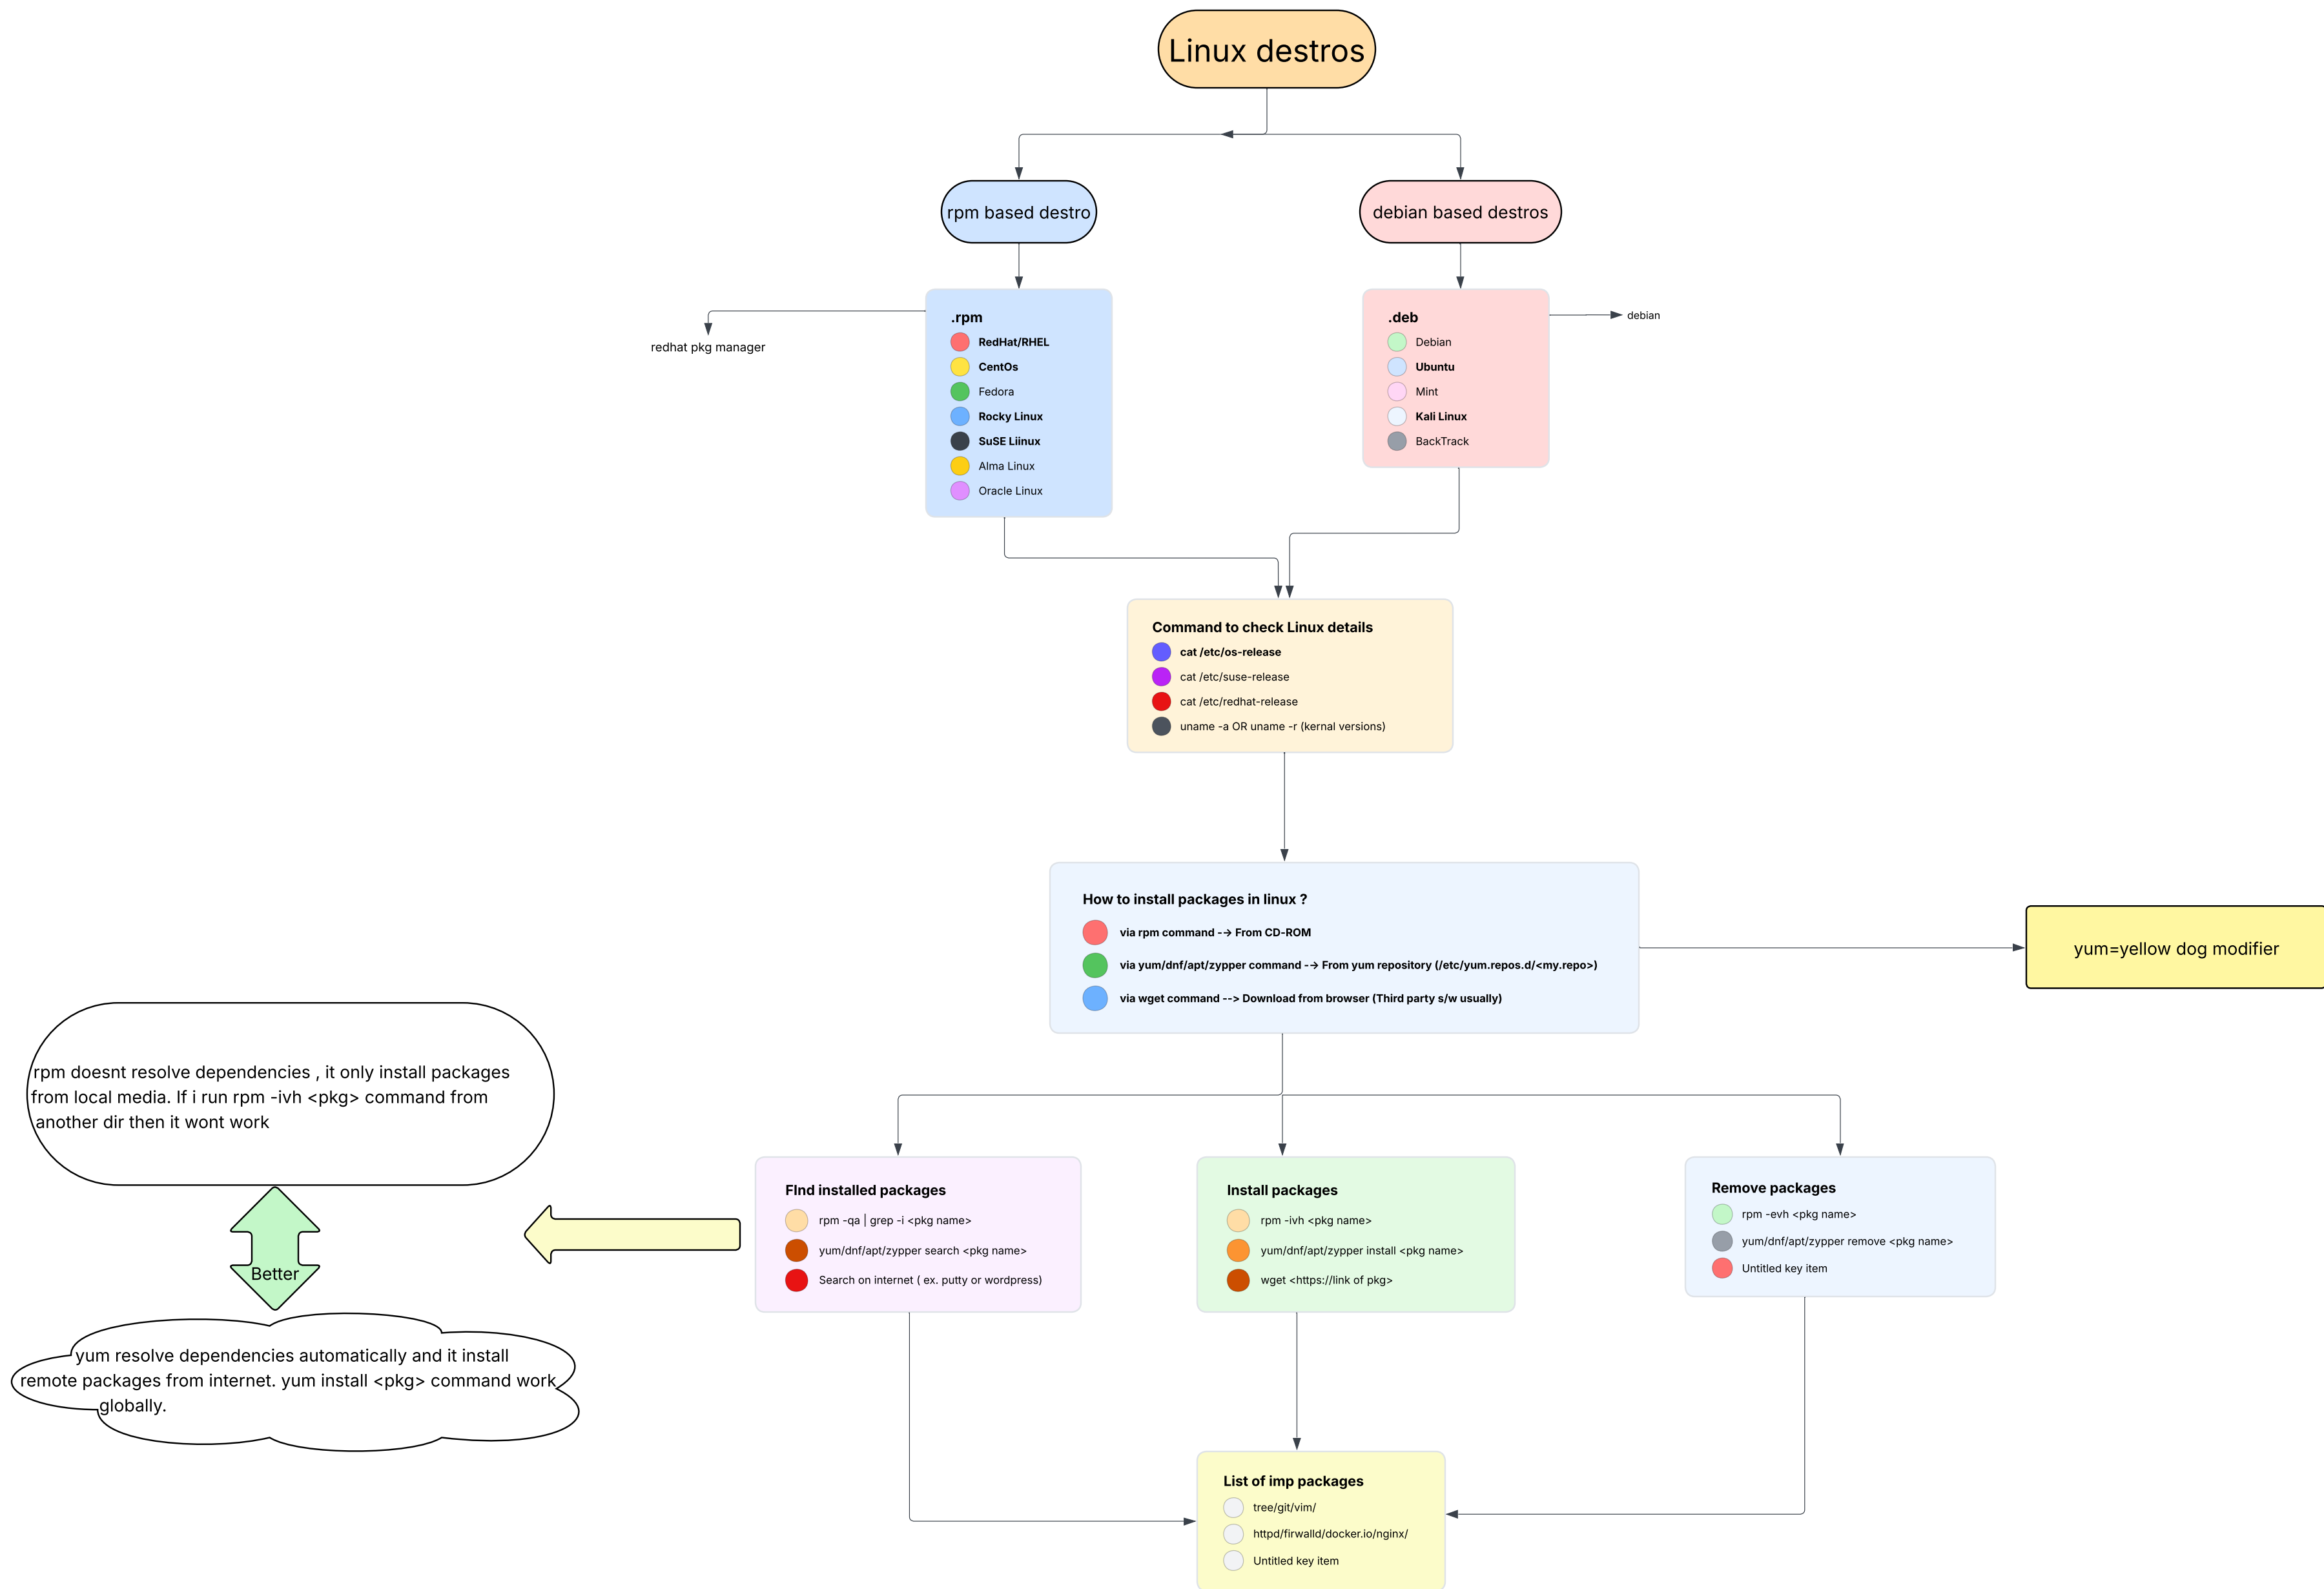 Linux destros
rpm based destro
debian based destros
.rpm
RedHat/RHEL
CentOs
Fedora
Rocky Linux
SuSE Liinux
Alma Linux
Oracle Linux
redhat pkg manager
.deb
Debian
Ubuntu
Mint
Kali Linux
BackTrack
debian
Command to check Linux details
cat /etc/os-release
cat /etc/suse-release
cat /etc/redhat-release
uname -a OR uname -r (kernal versions)
How to install packages in linux ?
via rpm command --> From CD-ROM
via yum/dnf/apt/zypper command --> From yum repository (/etc/yum.repos.d/<my.repo>)
via wget command --> Download from browser (Third party s/w usually)
yum=yellow dog modifier
rpm doesnt resolve dependencies , it only install packages
from local media. If i run rpm -ivh <pkg> command from
another dir then it wont work
Better
yum resolve dependencies automatically and it install
remote packages from internet. yum install <pkg> command work
globally.
FInd installed packages
rpm -qa | grep -i <pkg name>
yum/dnf/apt/zypper search <pkg name>
Search on internet ( ex. putty or wordpress)
Install packages
rpm -ivh <pkg name>
yum/dnf/apt/zypper install <pkg name>
wget <https://link of pkg>
Remove packages
rpm -evh <pkg name>
yum/dnf/apt/zypper remove <pkg name>
Untitled key item
List of imp packages
tree/git/vim/
httpd/firwalld/docker.io/nginx/
Untitled key item